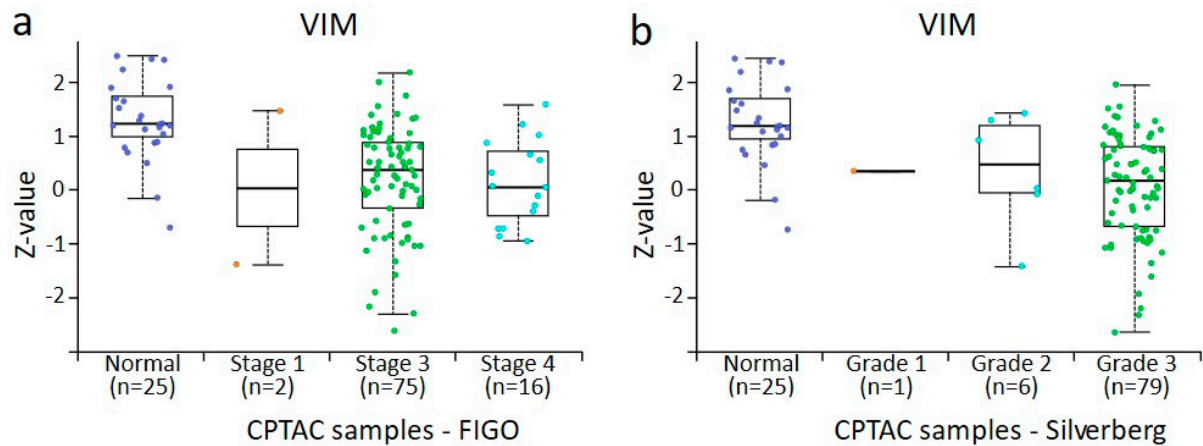 a
VIM
Z-value
2
1
0
-1
-2
Normal
(n=25)
Stage 1
(n=2)
Stage 3
(n=75)
Stage 4
(n=16)
CPTAC samples - FIGO
b
VIM
Z-value
2
1
0
-1
-2
Normal
(n=25)
Grade 1
(n=1)
Grade 2
(n=6)
Grade 3
(n=79)
CPTAC samples - Silverberg